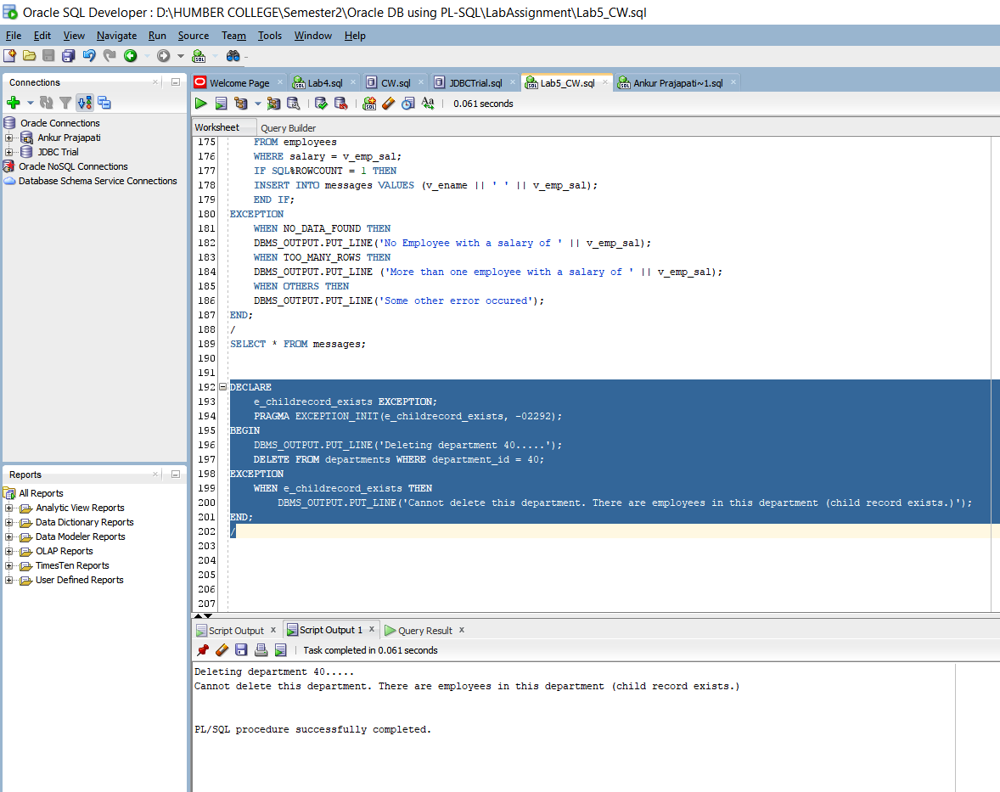 Oracle SQL Developer : D:\HUMBER COLLEGE\Semester2\Oracle DB using PL-SQL\LabAssignment\Lab5_CW.sql
File Edit View Navigate Run Source Team Tools Window Help
Connections
Oracle Connections
Ankur Prajapati
JDBC Trial
Oracle NoSQL Connections
Database Schema Service Connections
Reports
All Reports
Analytic View Reports
Data Dictionary Reports
Data Modeler Reports
OLAP Reports
TimesTen Reports
User Defined Reports
Welcome Page Lab4.sql CW.sql JDBCTrial.sql Lab5_CW.sql Ankur Prajapati~1.sql
0.061 seconds
Worksheet Query Builder
175 FROM employees
176 WHERE salary = v_emp_sal;
177 IF SQL%ROWCOUNT = 1 THEN
178 INSERT INTO messages VALUES (v_ename || ' ' || v_emp_sal);
179 END IF;
180 EXCEPTION
181 WHEN NO_DATA_FOUND THEN
182 DBMS_OUTPUT.PUT_LINE('No Employee with a salary of ' || v_emp_sal);
183 WHEN TOO_MANY_ROWS THEN
184 DBMS_OUTPUT.PUT_LINE ('More than one employee with a salary of ' || v_emp_sal);
185 WHEN OTHERS THEN
186 DBMS_OUTPUT.PUT_LINE('Some other error occured');
187 END;
188 /
189 SELECT * FROM messages;
190
191
192 DECLARE
193 e_childrecord_exists EXCEPTION;
194 PRAGMA EXCEPTION_INIT(e_childrecord_exists, -02292);
195 BEGIN
196 DBMS_OUTPUT.PUT_LINE('Deleting department 40.....');
197 DELETE FROM departments WHERE department_id = 40;
198 EXCEPTION
199 WHEN e_childrecord_exists THEN
200 DBMS_OUTPUT.PUT_LINE('Cannot delete this department. There are employees in this department (child record exists.)');
201 END;
202 /
203
204
205
206
207
Script Output x Script Output 1 x Query Result x
SQL
Task completed in 0.061 seconds
Deleting department 40.....
Cannot delete this department. There are employees in this department (child record exists.)
PL/SQL procedure successfully completed.